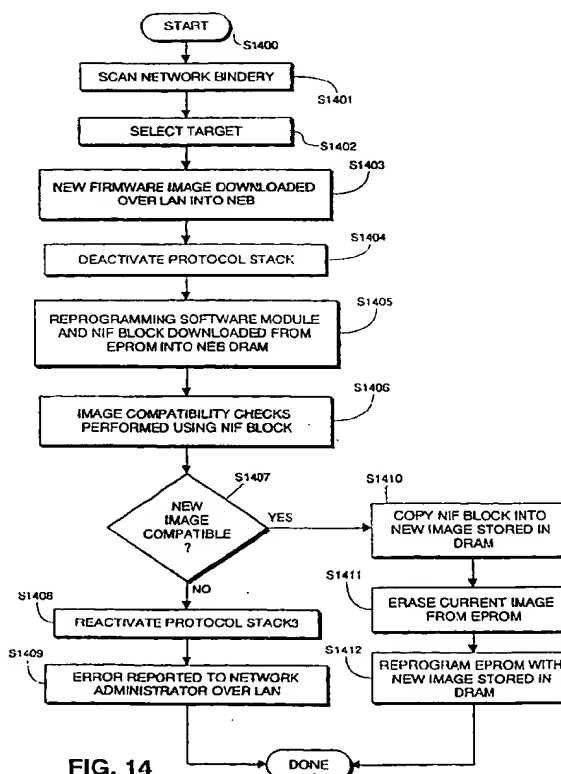 START
S1400
SCAN NETWORK BINDERY
S1401
SELECT TARGET
S1402
NEW FIRMWARE IMAGE DOWNLOADED
OVER LAN INTO NEB
S1403
DEACTIVATE PROTOCOL STACK
S1404
REPROGRAMMING SOFTWARE MODULE
AND NIF BLOCK DOWNLOADED FROM
EPROM INTO NEB DRAM
S1405
IMAGE COMPATIBILITY CHECKS
PERFORMED USING NIF BLOCK
S1406
NEW
IMAGE
COMPATIBLE
?
S1407
YES
NO
S1410
COPY NIF BLOCK INTO
NEW IMAGE STORED IN
DRAM
S1411
ERASE CURRENT IMAGE
FROM EPROM
S1412
REPROGRAM EPROM WITH
NEW IMAGE STORED IN
DRAM
S1408
REACTIVATE PROTOCOL STACK3
S1409
ERROR REPORTED TO NETWORK
ADMINISTRATOR OVER LAN
DONE
FIG. 14